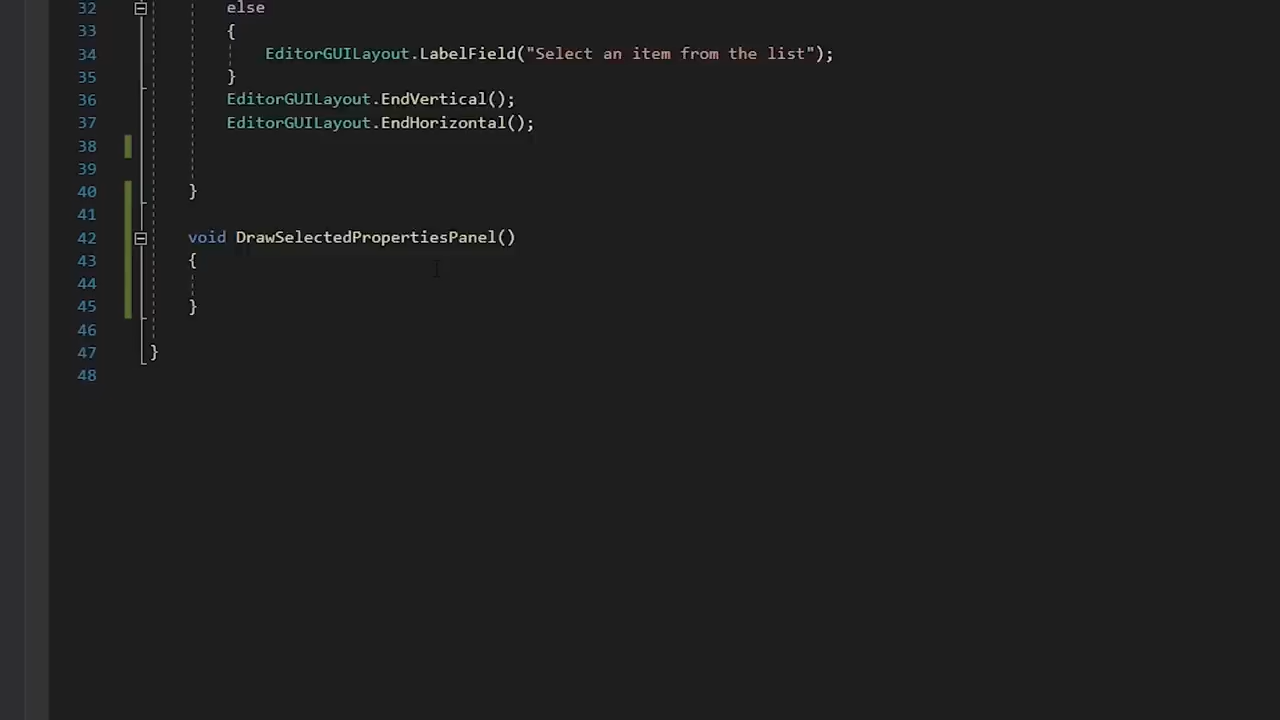 32 else
33 {
34 EditorGUILayout.LabelField("Select an item from the list");
35 }
36 EditorGUILayout.EndVertical();
37 EditorGUILayout.EndHorizontal();
38
39
40 }
41
42 void DrawSelectedPropertiesPanel()
43 {
44
45 }
46
47 }
48